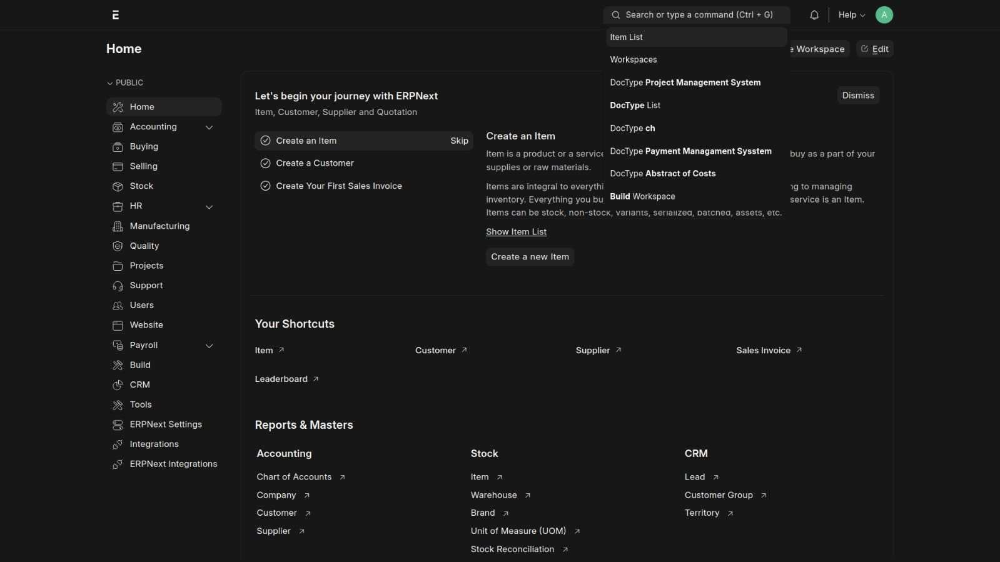 E
Search or type a command (Ctrl + G)
Help
A
Item List
Workspaces
DocType Project Management System
DocType List
DocType ch
DocType Payment Managament Sysstem
DocType Abstract of Costs
Build Workspace
Home
Workspace
Edit
PUBLIC
Home
Accounting
Buying
Selling
Stock
HR
Manufacturing
Quality
Projects
Support
Users
Website
Payroll
Build
CRM
Tools
ERPNext Settings
Integrations
ERPNext Integrations
Let's begin your journey with ERPNext
Item, Customer, Supplier and Quotation
Dismiss
Create an Item
Skip
Create a Customer
Create Your First Sales Invoice
Create an Item
Item is a product or a service buy as a part of your
supplies or raw materials.
Items are integral to to managing
inventory. Everything you service is an Item.
Items can be stock, non-stock, variants, serialized, batched, assets, etc.
Show Item List
Create a new Item
Your Shortcuts
Item
Customer
Supplier
Sales Invoice
Leaderboard
Reports & Masters
Accounting
Chart of Accounts
Company
Customer
Supplier
Stock
Item
Warehouse
Brand
Unit of Measure (UOM)
Stock Reconciliation
CRM
Lead
Customer Group
Territory